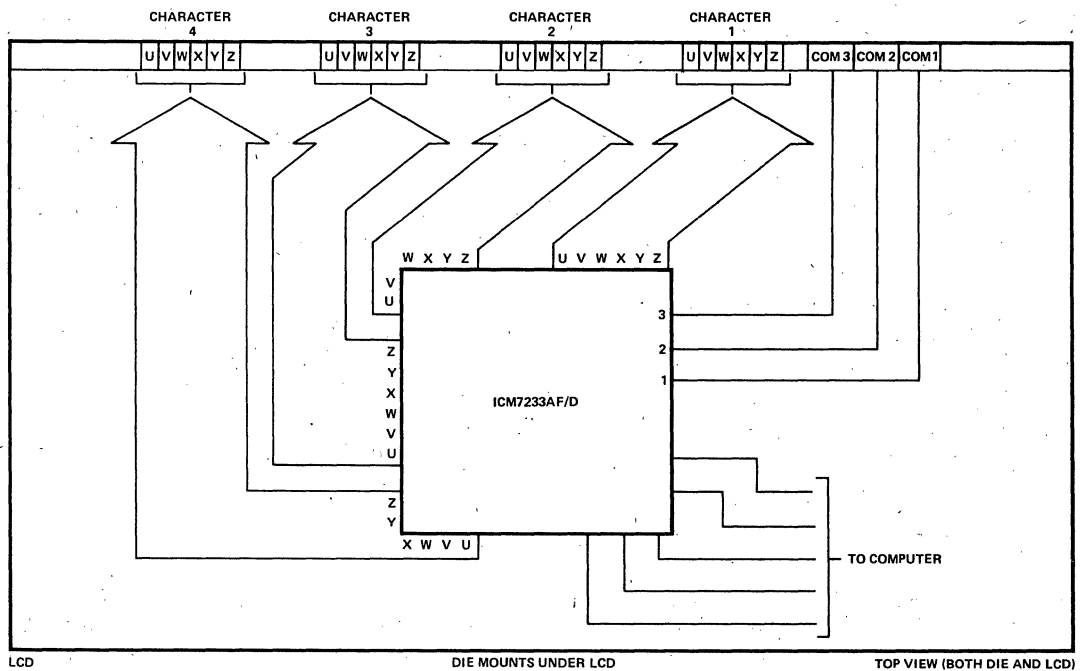 CHARACTER 4 CHARACTER 3 CHARACTER 2 CHARACTER 1
U V W X Y Z U V W X Y Z U V W X Y Z U V W X Y Z COM 3 COM 2 COM 1
W X Y Z U V W X Y Z
V
U
3
Z
2
Y
1
X
ICM7233AF/D
W
V
U
Z
Y
X W V U
TO COMPUTER
LCD DIE MOUNTS UNDER LCD TOP VIEW (BOTH DIE AND LCD)